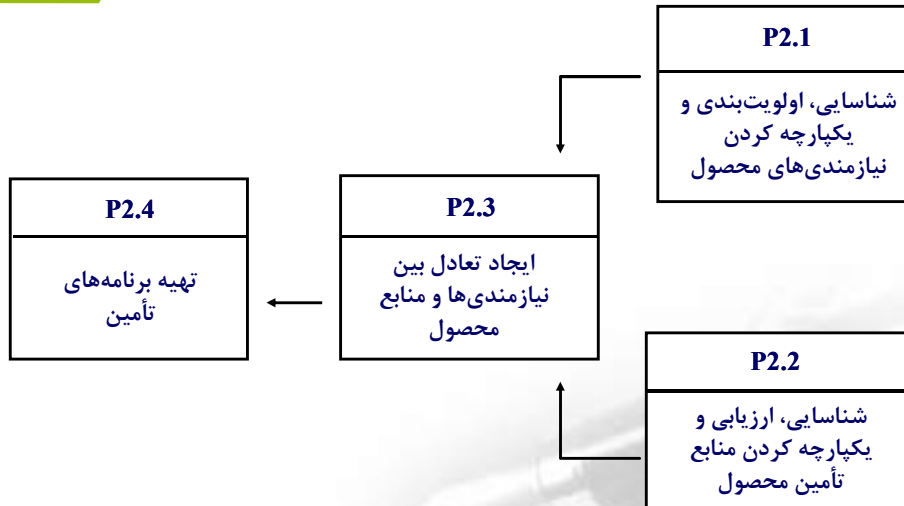 P2.1
شناسایی، اولویت‌بندی و
یکپارچه کردن
نیازمندی‌های محصول
P2.2
شناسایی، ارزیابی و
یکپارچه کردن منابع
تأمین محصول
P2.3
ایجاد تعادل بین
نیازمندی‌ها و منابع
محصول
P2.4
تهیه برنامه‌های
تأمین